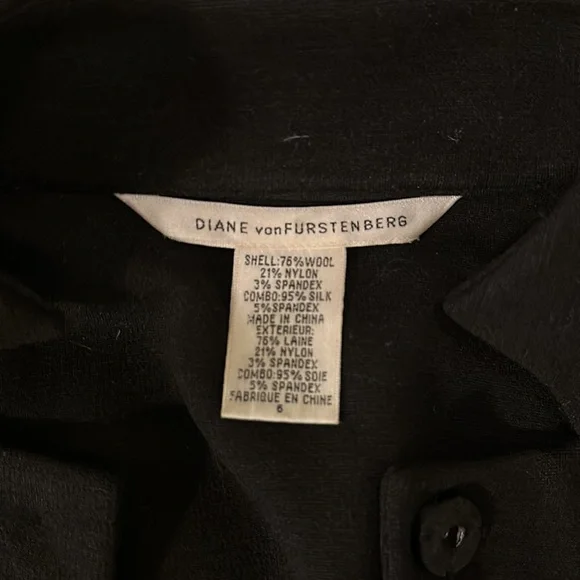 DIANE vonFURSTENBERG
SHELL:76%WOOL
21% NYLON
3% SPANDEX
COMBO:95% SILK
5%SPANDEX
MADE IN CHINA
EXTERIEUR:
76% LAINE
21% NYLON
3% SPANDEX
COMBO:95% SOIE
5% SPANDEX
FABRIQUE EN CHINE
6